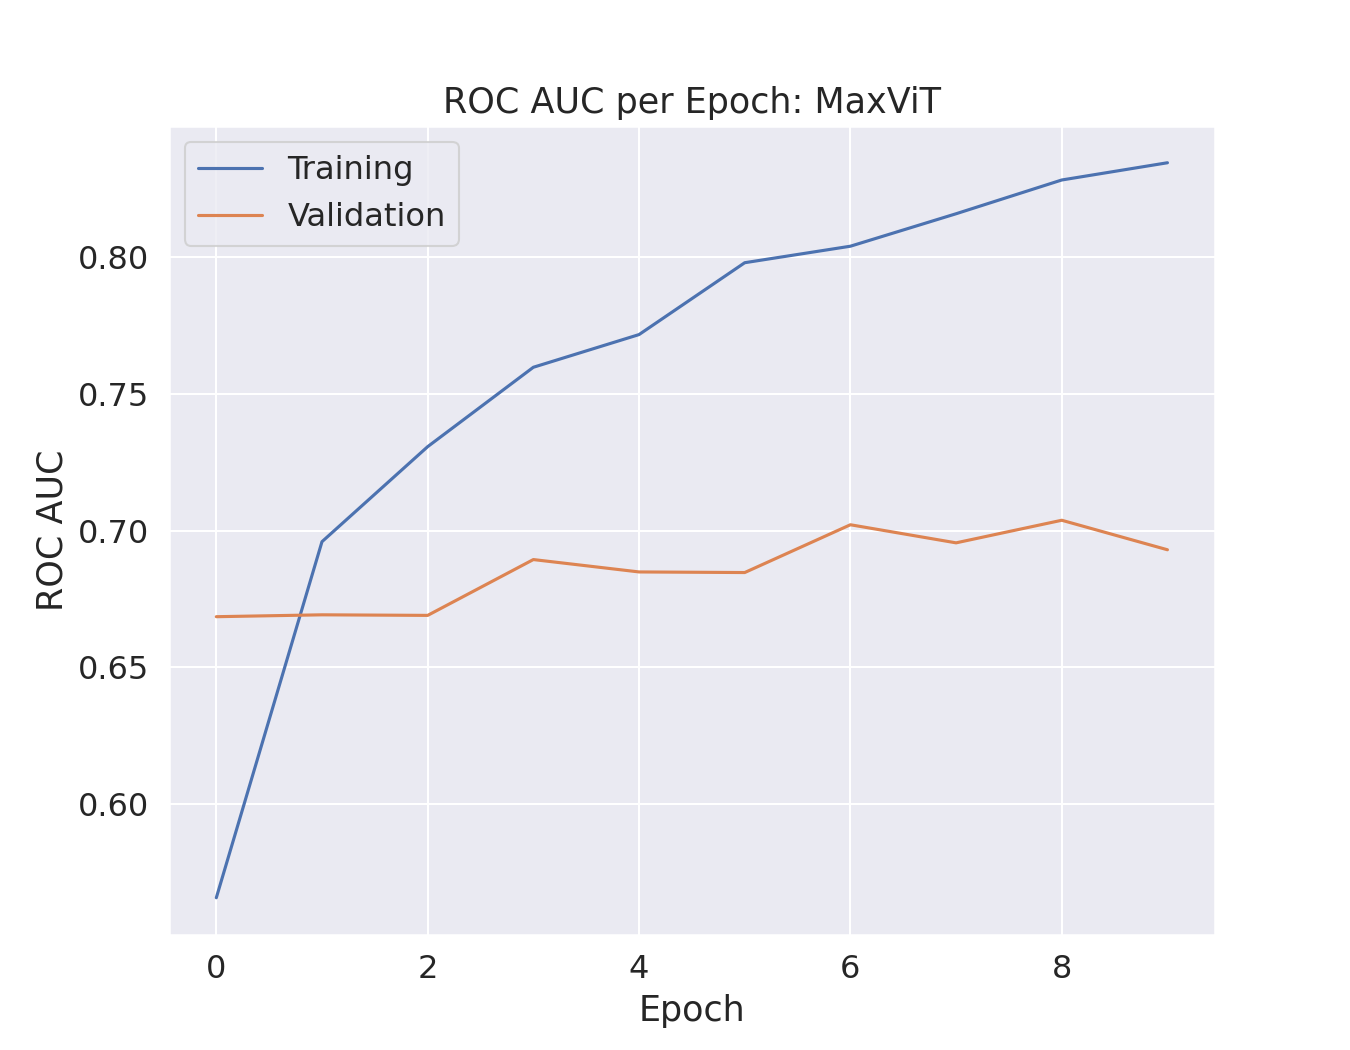 ROC AUC per Epoch: MaxViT
Training
Validation
0.80
0.75
0.70
0.65
0.60
ROC AUC
0 2 4 6 8
Epoch